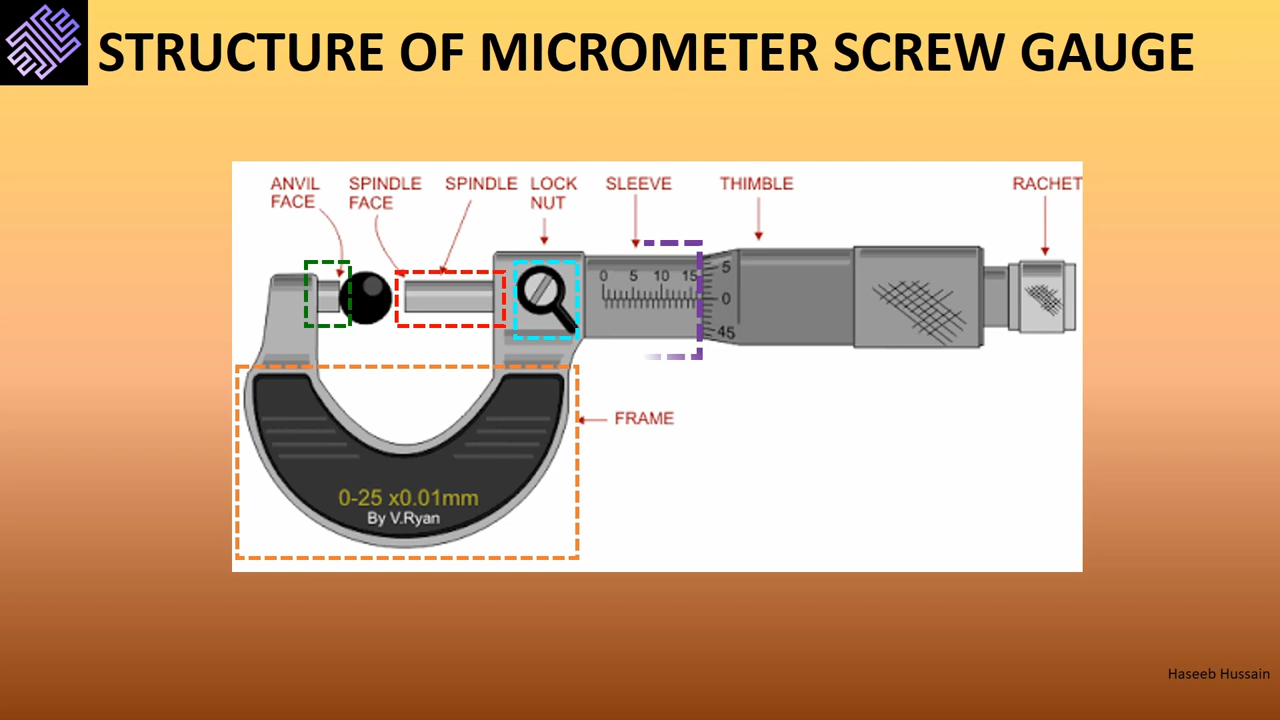 STRUCTURE OF MICROMETER SCREW GAUGE
ANVIL
FACE
SPINDLE
FACE
SPINDLE
LOCK
NUT
SLEEVE
THIMBLE
RACHET
0 5 10 15
5
0
45
FRAME
0-25 x0.01mm
By V.Ryan
Haseeb Hussain